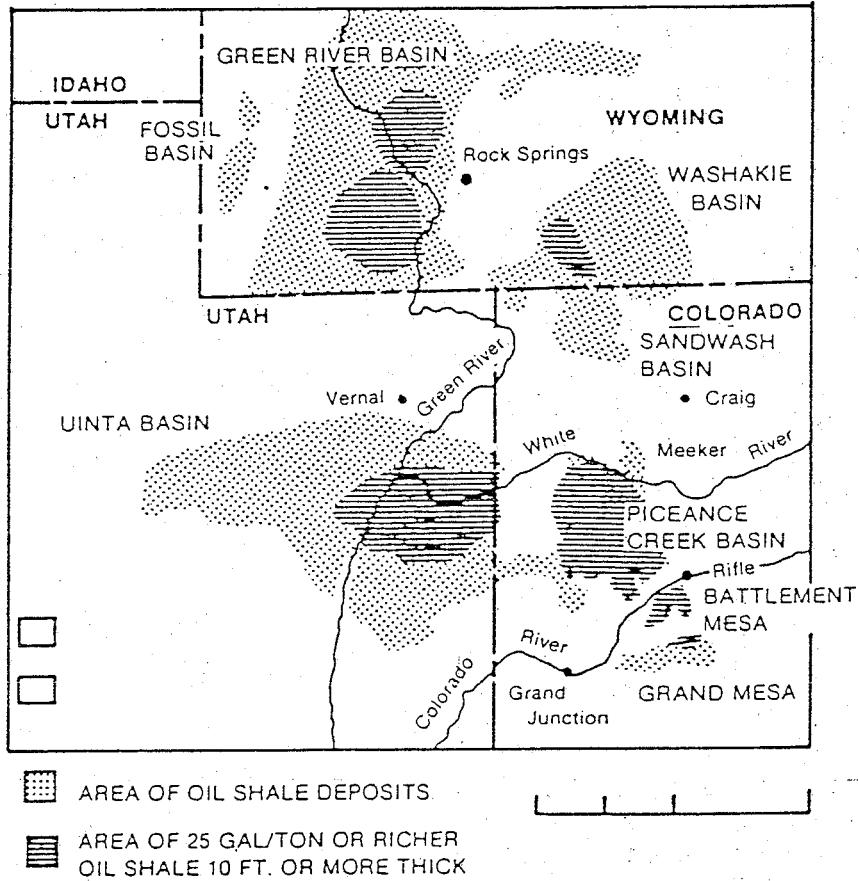 GREEN RIVER BASIN
IDAHO
UTAH
FOSSIL
BASIN
WYOMING
Rock Springs
WASHAKIE
BASIN
UTAH
COLORADO
SANDWASH
BASIN
Green River
Vernal
Craig
UINTA BASIN
White
Meeker
River
PICEANCE
CREEK BASIN
Rifle
BATTLEMENT
MESA
River
Colorado
Grand
Junction
GRAND MESA
AREA OF OIL SHALE DEPOSITS
AREA OF 25 GAL/TON OR RICHER
OIL SHALE 10 FT. OR MORE THICK